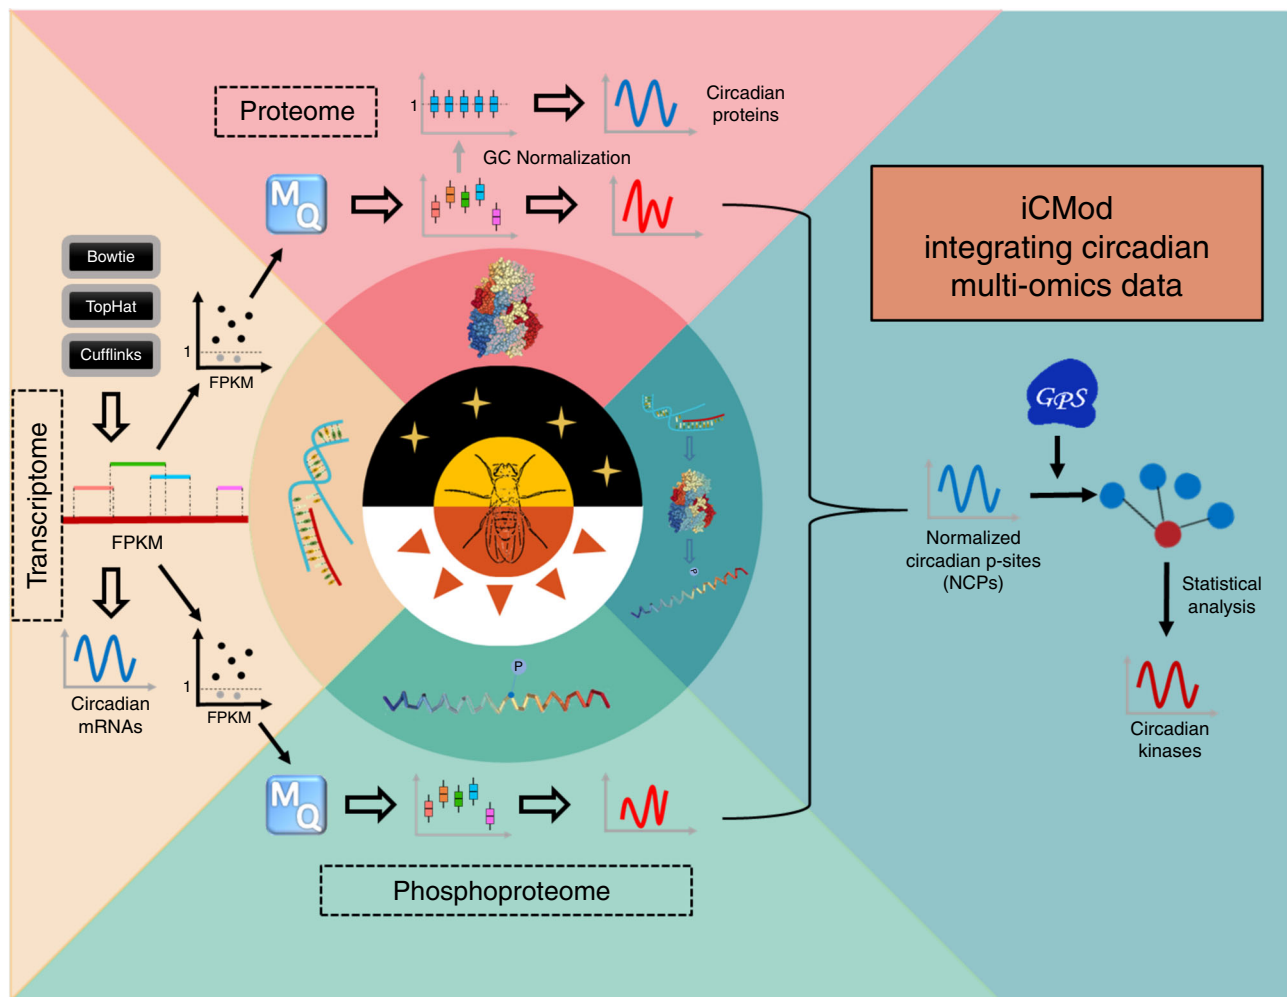 Proteome
1
Circadian
proteins
GC Normalization
MQ
iCMod
integrating circadian
multi-omics data
Bowtie
TopHat
Cufflinks
1
FPKM
Transcriptome
FPKM
GPS
P
P
Normalized
circadian p-sites
(NCPs)
Statistical
analysis
Circadian
kinases
Circadian
mRNAs
1
FPKM
MQ
Phosphoproteome